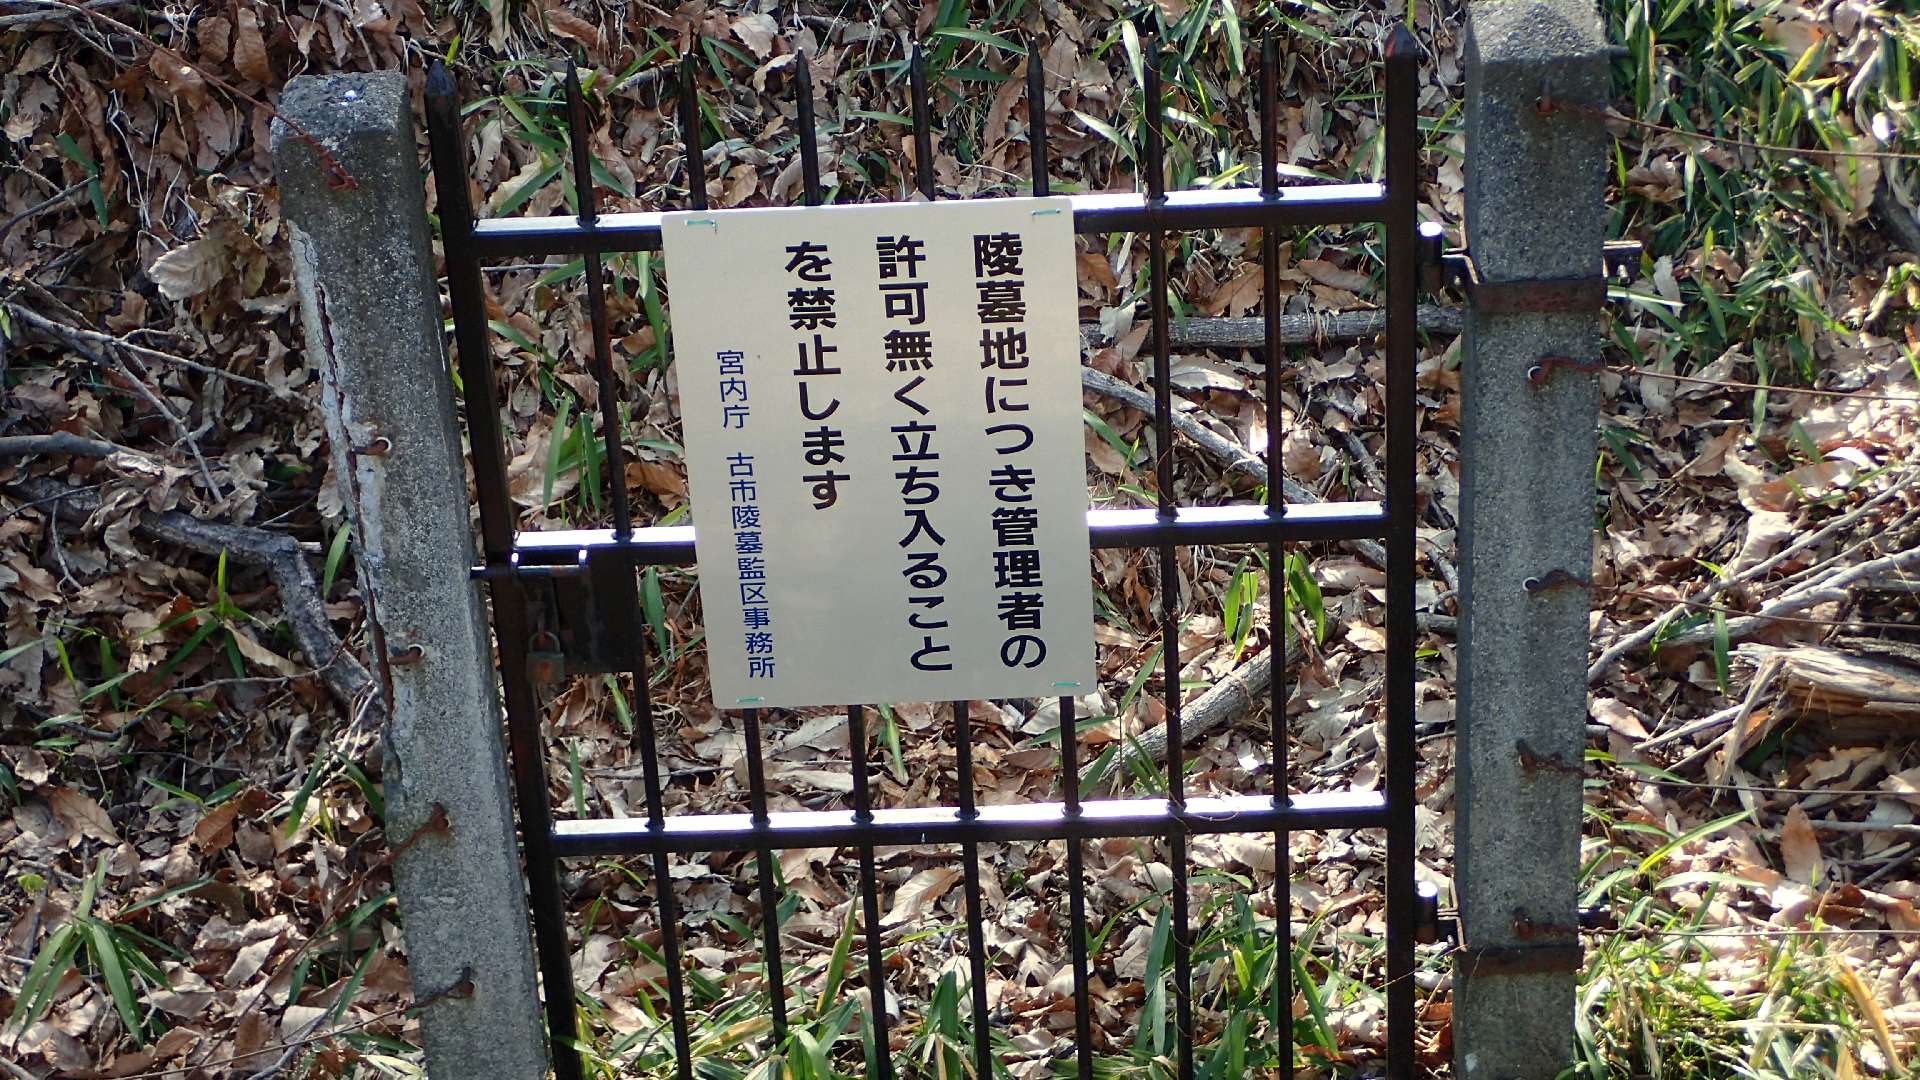 陵墓地につき管理者の
許可無く立ち入ること
を禁止します
宮内庁 古市陵墓監区事務所